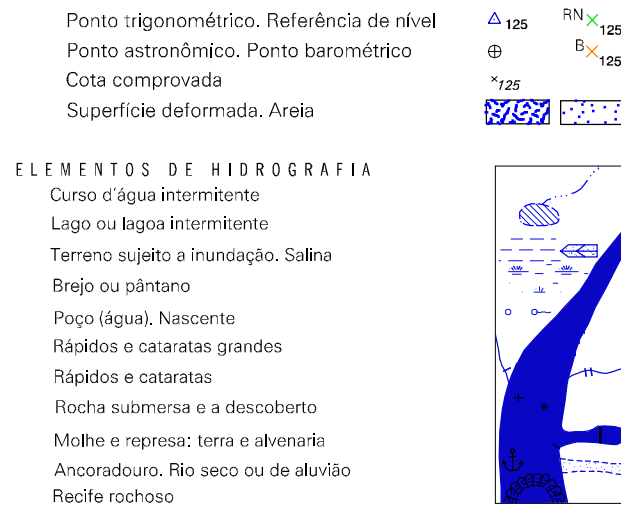 Ponto trigonométrico. Referência de nível △ 125 RN × 125
Ponto astronômico. Ponto barométrico ⊕ B × 125
Cota comprovada × 125
Superfície deformada. Areia
ELEMENTOS DE HIDROGRAFIA
Curso d'água intermitente
Lago ou lagoa intermitente
Terreno sujeito a inundação. Salina
Brejo ou pântano
Poço (água). Nascente
Rápidos e cataratas grandes
Rápidos e cataratas
Rocha submersa e a descoberto
Molhe e represa: terra e alvenaria
Ancoradouro. Rio seco ou de aluvião
Recife rochoso